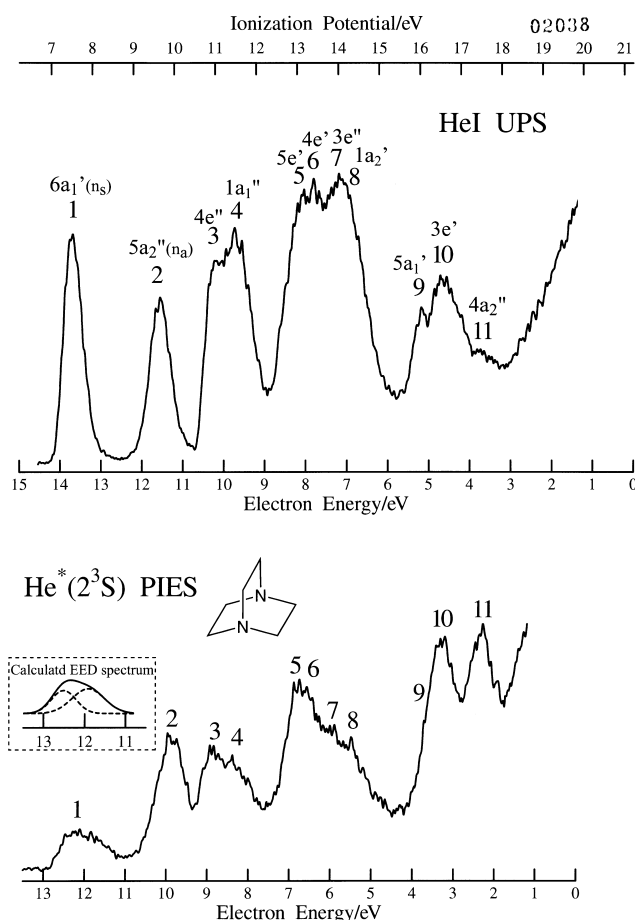 Ionization Potential/eV
02038
7 8 9 10 11 12 13 14 15 16 17 18 19 20 21
HeI UPS
4e' 3e"
5e' 6 7 1a₂'
5 8
6a₁'(nₛ)
1
1a₁"
4e" 4
3
5a₂"(nₐ)
2
3e'
10
5a₁'
9
4a₂"
11
15 14 13 12 11 10 9 8 7 6 5 4 3 2 1 0
Electron Energy/eV
He*(2³S) PIES
N
N
Calculatd EED spectrum
13 12 11
1
2
3 4
5 6
7 8
9
10 11
13 12 11 10 9 8 7 6 5 4 3 2 1 0
Electron Energy/eV